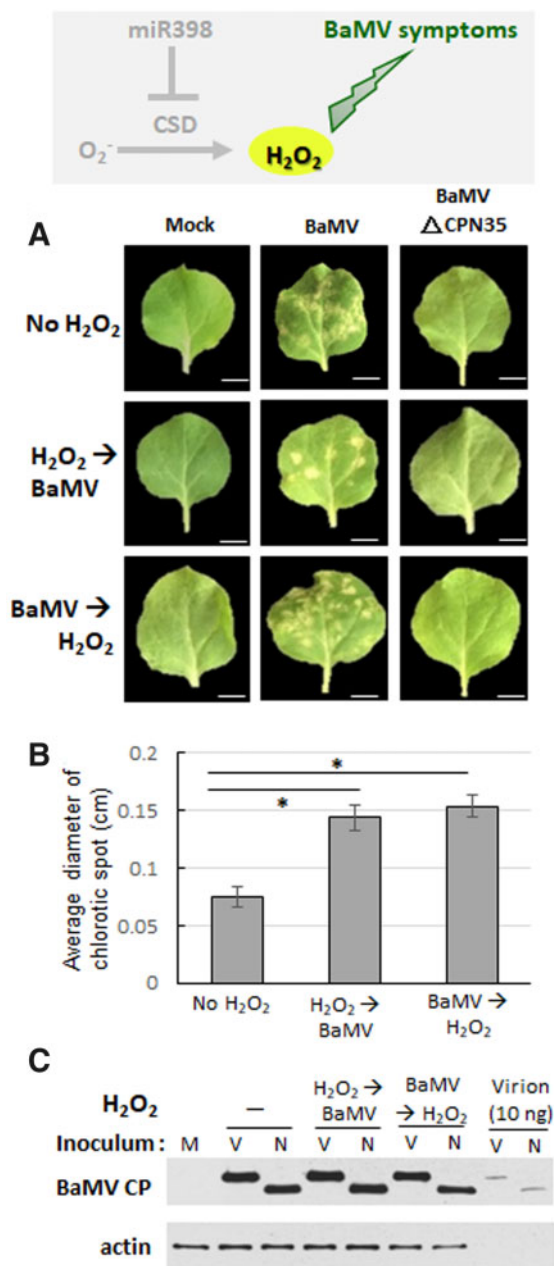 miR398
BaMV symptoms
CSD
O₂⁻
H₂O₂
A
Mock
BaMV
BaMV
△CPN35
No H₂O₂
H₂O₂ →
BaMV
BaMV →
H₂O₂
B
Average diameter of
chlorotic spot (cm)
0.2
0.15
0.1
0.05
0
*
*
No H₂O₂
H₂O₂ →
BaMV
BaMV →
H₂O₂
C
H₂O₂
—
H₂O₂ →
BaMV
BaMV
→ H₂O₂
Virion
(10 ng)
Inoculum : M V N V N V N V N
BaMV CP
actin